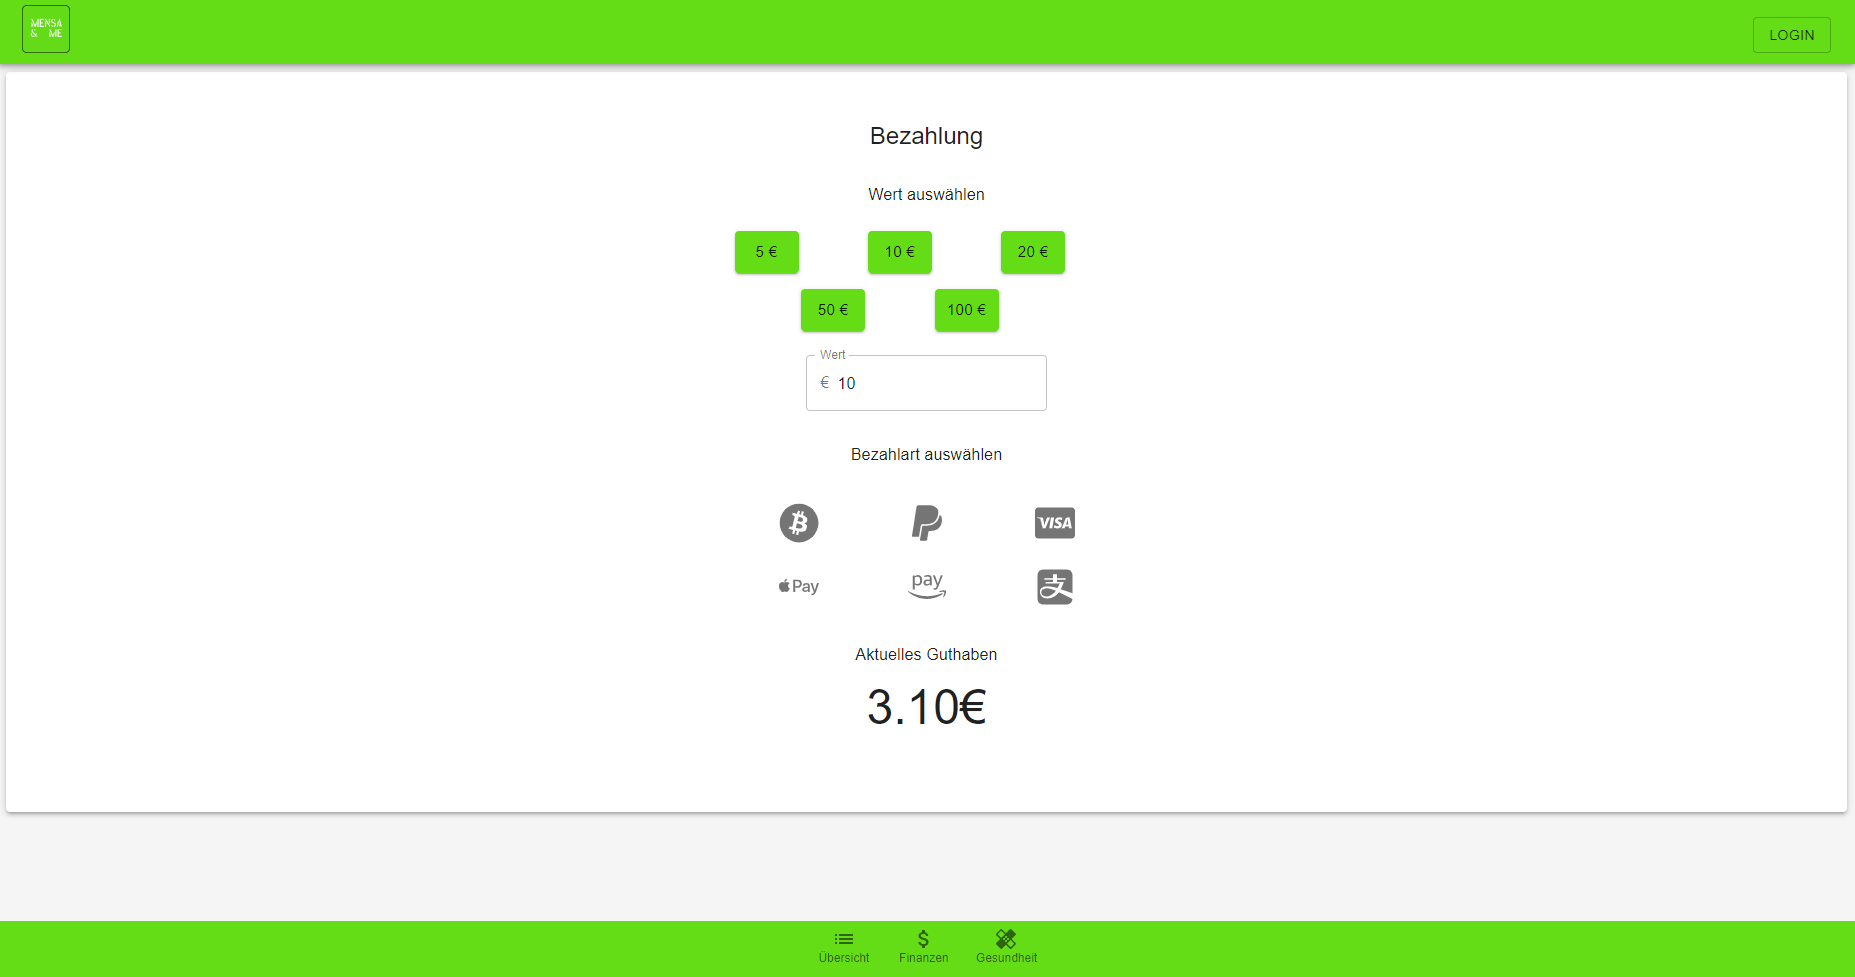 MENSA
& ME
LOGIN
Bezahlung
Wert auswählen
5 € 10 € 20 €
50 € 100 €
Wert
€ 10
Bezahlart auswählen
VISA
Pay pay 支
Aktuelles Guthaben
3.10€
Übersicht Finanzen Gesundheit